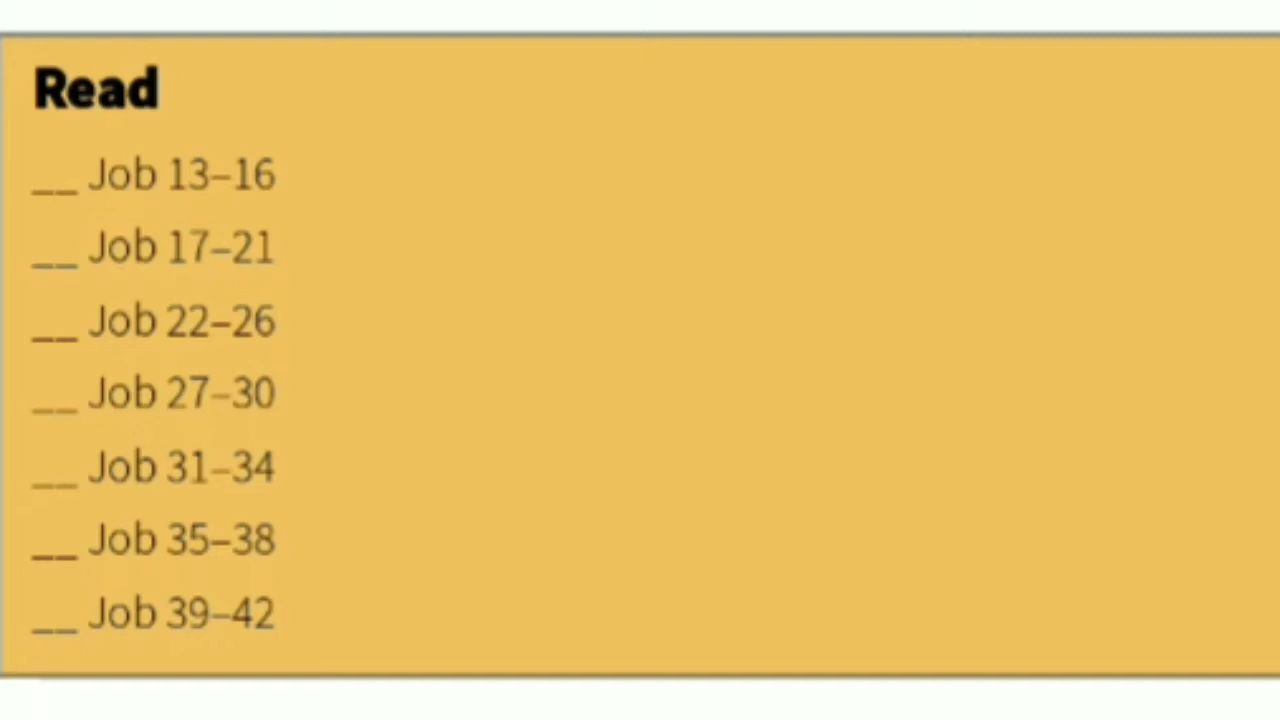 Read
__ Job 13–16
__ Job 17–21
__ Job 22–26
__ Job 27–30
__ Job 31–34
__ Job 35–38
__ Job 39–42